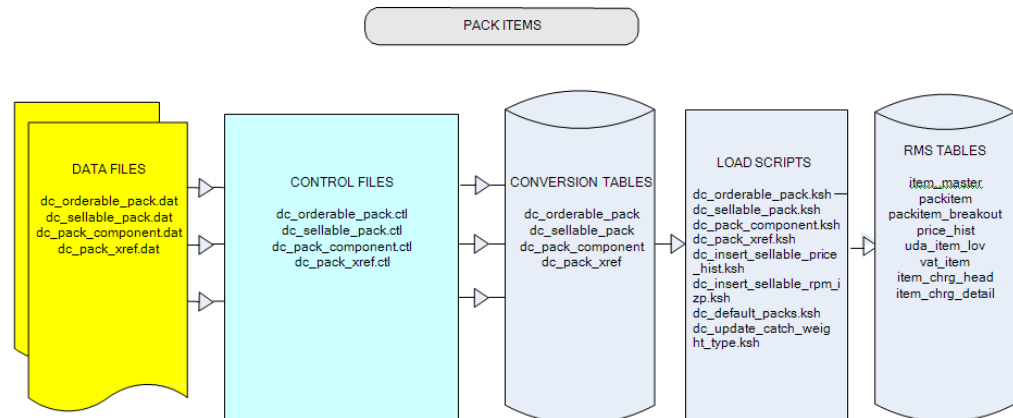 PACK ITEMS
DATA FILES
dc_orderable_pack.dat
dc_sellable_pack.dat
dc_pack_component.dat
dc_pack_xref.dat
CONTROL FILES
dc_orderable_pack.ctl
dc_sellable_pack.ctl
dc_pack_component.ctl
dc_pack_xref.ctl
CONVERSION TABLES
dc_orderable_pack
dc_sellable_pack
dc_pack_component
dc_pack_xref
LOAD SCRIPTS
dc_orderable_pack.ksh
dc_sellable_pack.ksh
dc_pack_component.ksh
dc_pack_xref.ksh
dc_insert_sellable_price
_hist.ksh
dc_insert_sellable_rpm_i
zp.ksh
dc_default_packs.ksh
dc_update_catch_weig
ht_type.ksh
RMS TABLES
item_master
packitem
packitem_breakout
price_hist
uda_item_lov
vat_item
item_chrg_head
item_chrg_detail